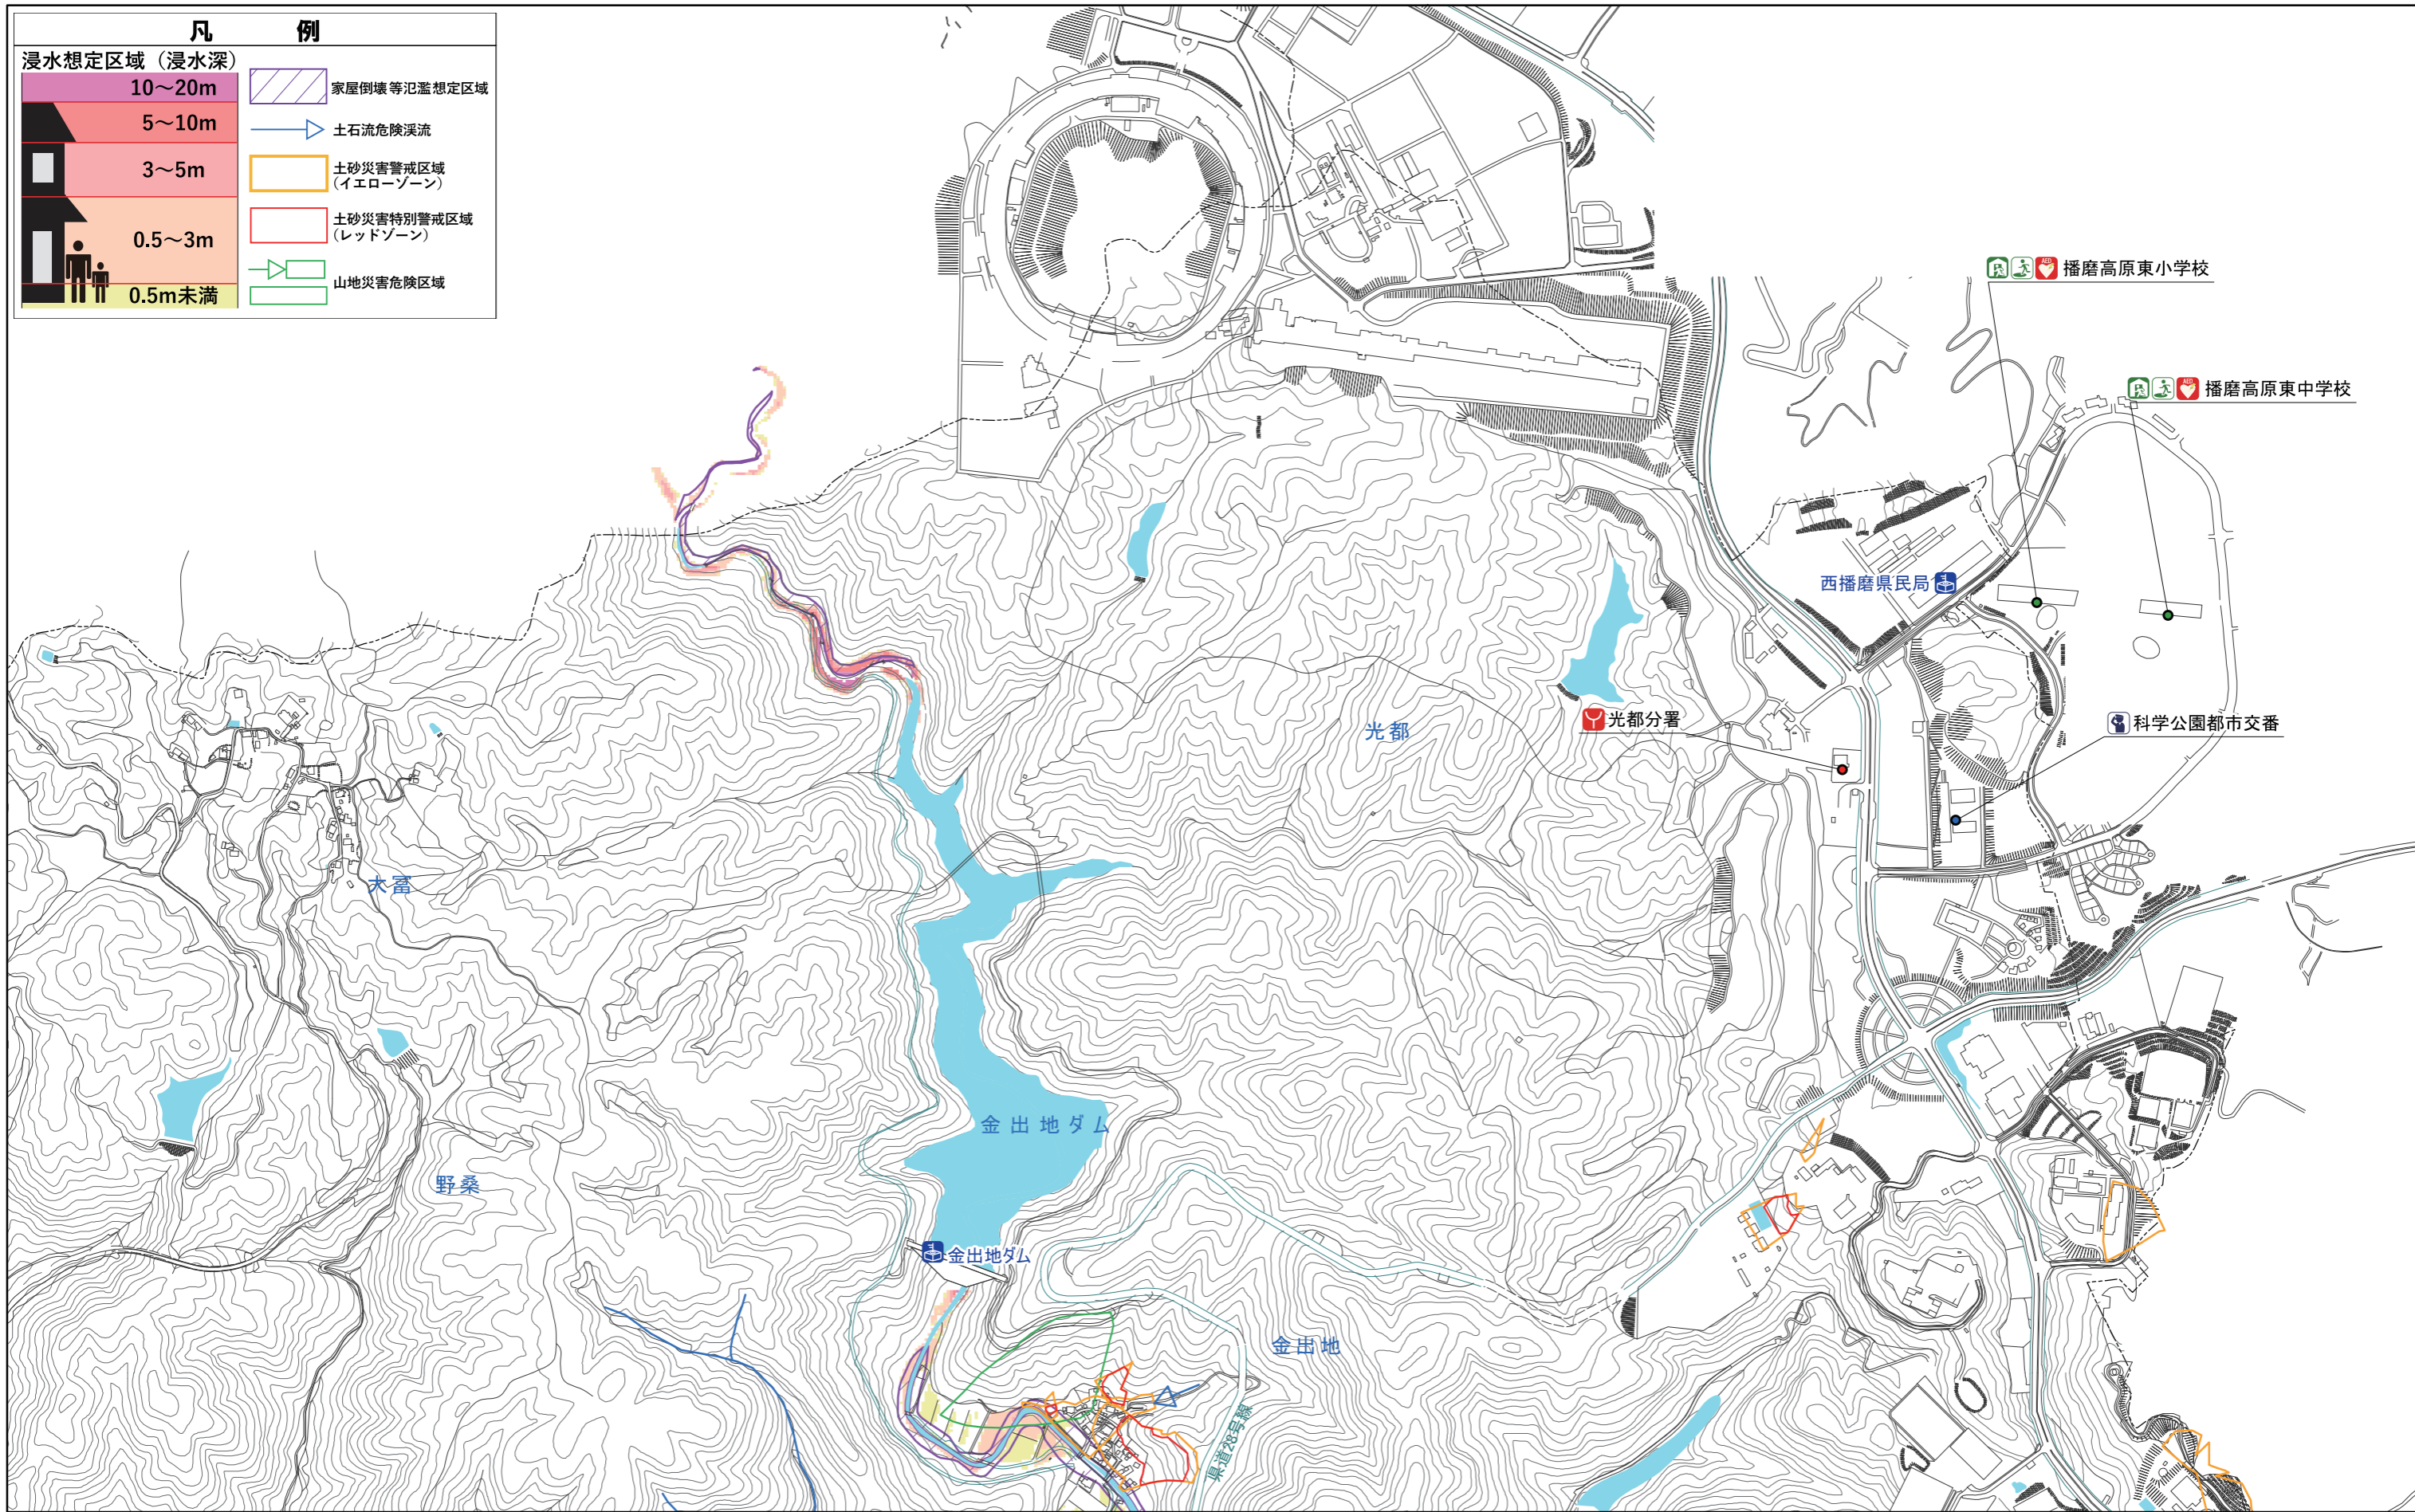 凡 例
浸水想定区域（浸水深）
10〜20m
5〜10m
3〜5m
0.5〜3m
0.5m未満
家屋倒壊等氾濫想定区域
土石流危険渓流
土砂災害警戒区域
(イエローゾーン)
土砂災害特別警戒区域
(レッドゾーン)
山地災害危険区域
AED 播磨高原東小学校
AED 播磨高原東中学校
西播磨県民局
光都分署
光都
科学公園都市交番
大冨
金出地ダム
野桑
金出地ダム
金出地
県道28号線